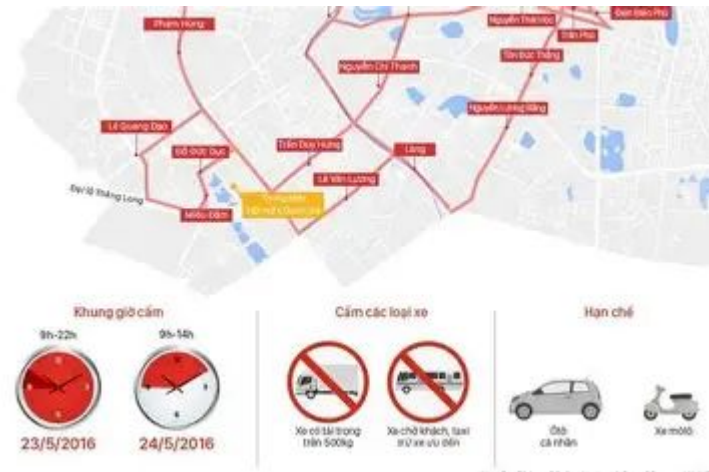 Phạm Hùng
Nguyễn Thái Học
Điện Biên Phủ
Trần Phú
Tôn Đức Thắng
Nguyễn Chí Thanh
Nguyễn Lương Bằng
Lê Quang Đạo
Đỗ Đức Dục
Trần Duy Hưng
Láng
Lê Văn Lương
Đại lộ Thăng Long
Miếu Đầm
Khung giờ cấm
9h-22h
9h-14h
23/5/2016
24/5/2016
Cấm các loại xe
Xe có tải trọng
trên 500kg
Xe chở khách, taxi
trừ xe ưu tiên
Hạn chế
Ôtô
cá nhân
Xe môtô